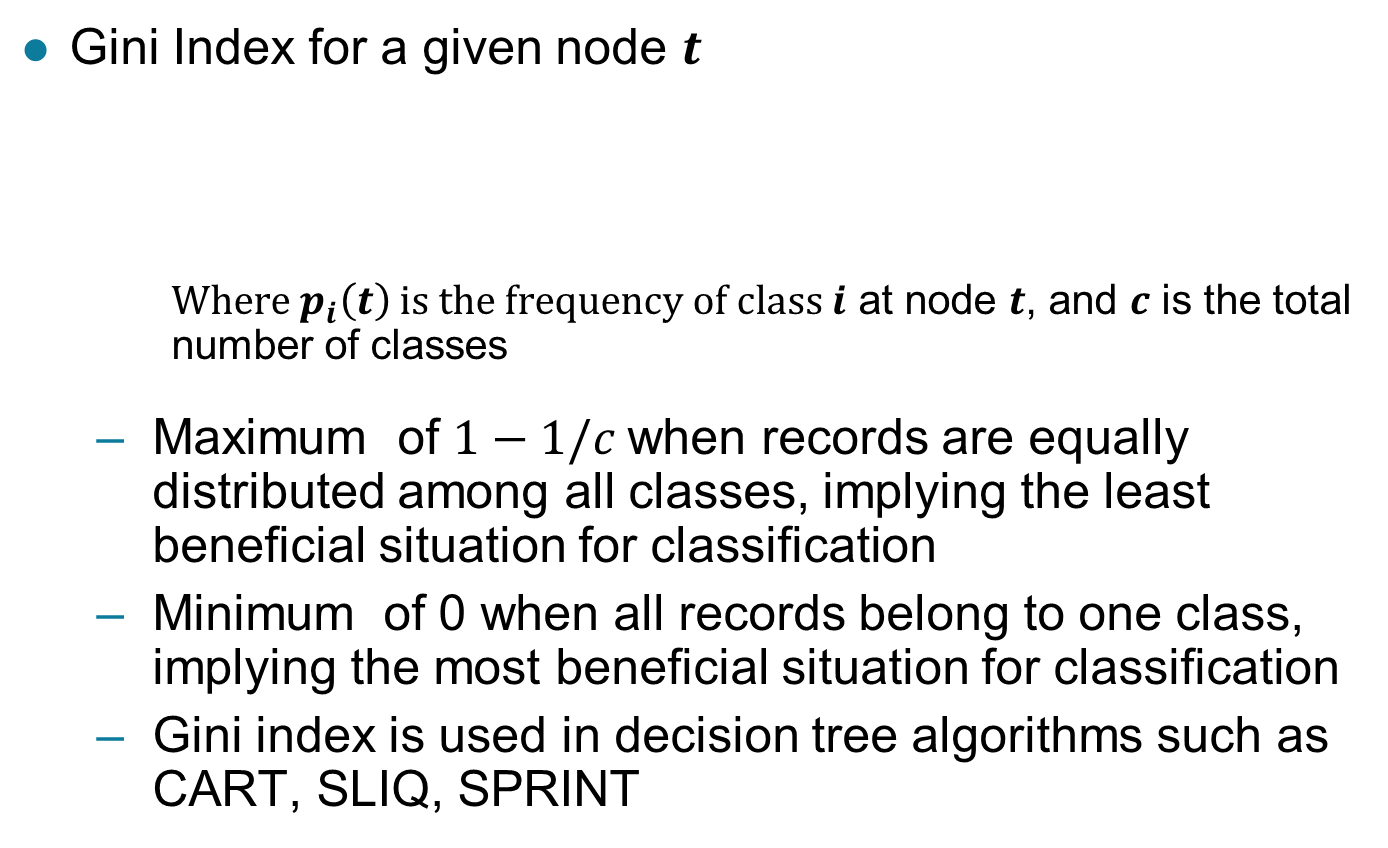 ● Gini Index for a given node t
Where pᵢ(t) is the frequency of class i at node t, and c is the total
number of classes
– Maximum of 1 − 1/c when records are equally
distributed among all classes, implying the least
beneficial situation for classification
– Minimum of 0 when all records belong to one class,
implying the most beneficial situation for classification
– Gini index is used in decision tree algorithms such as
CART, SLIQ, SPRINT